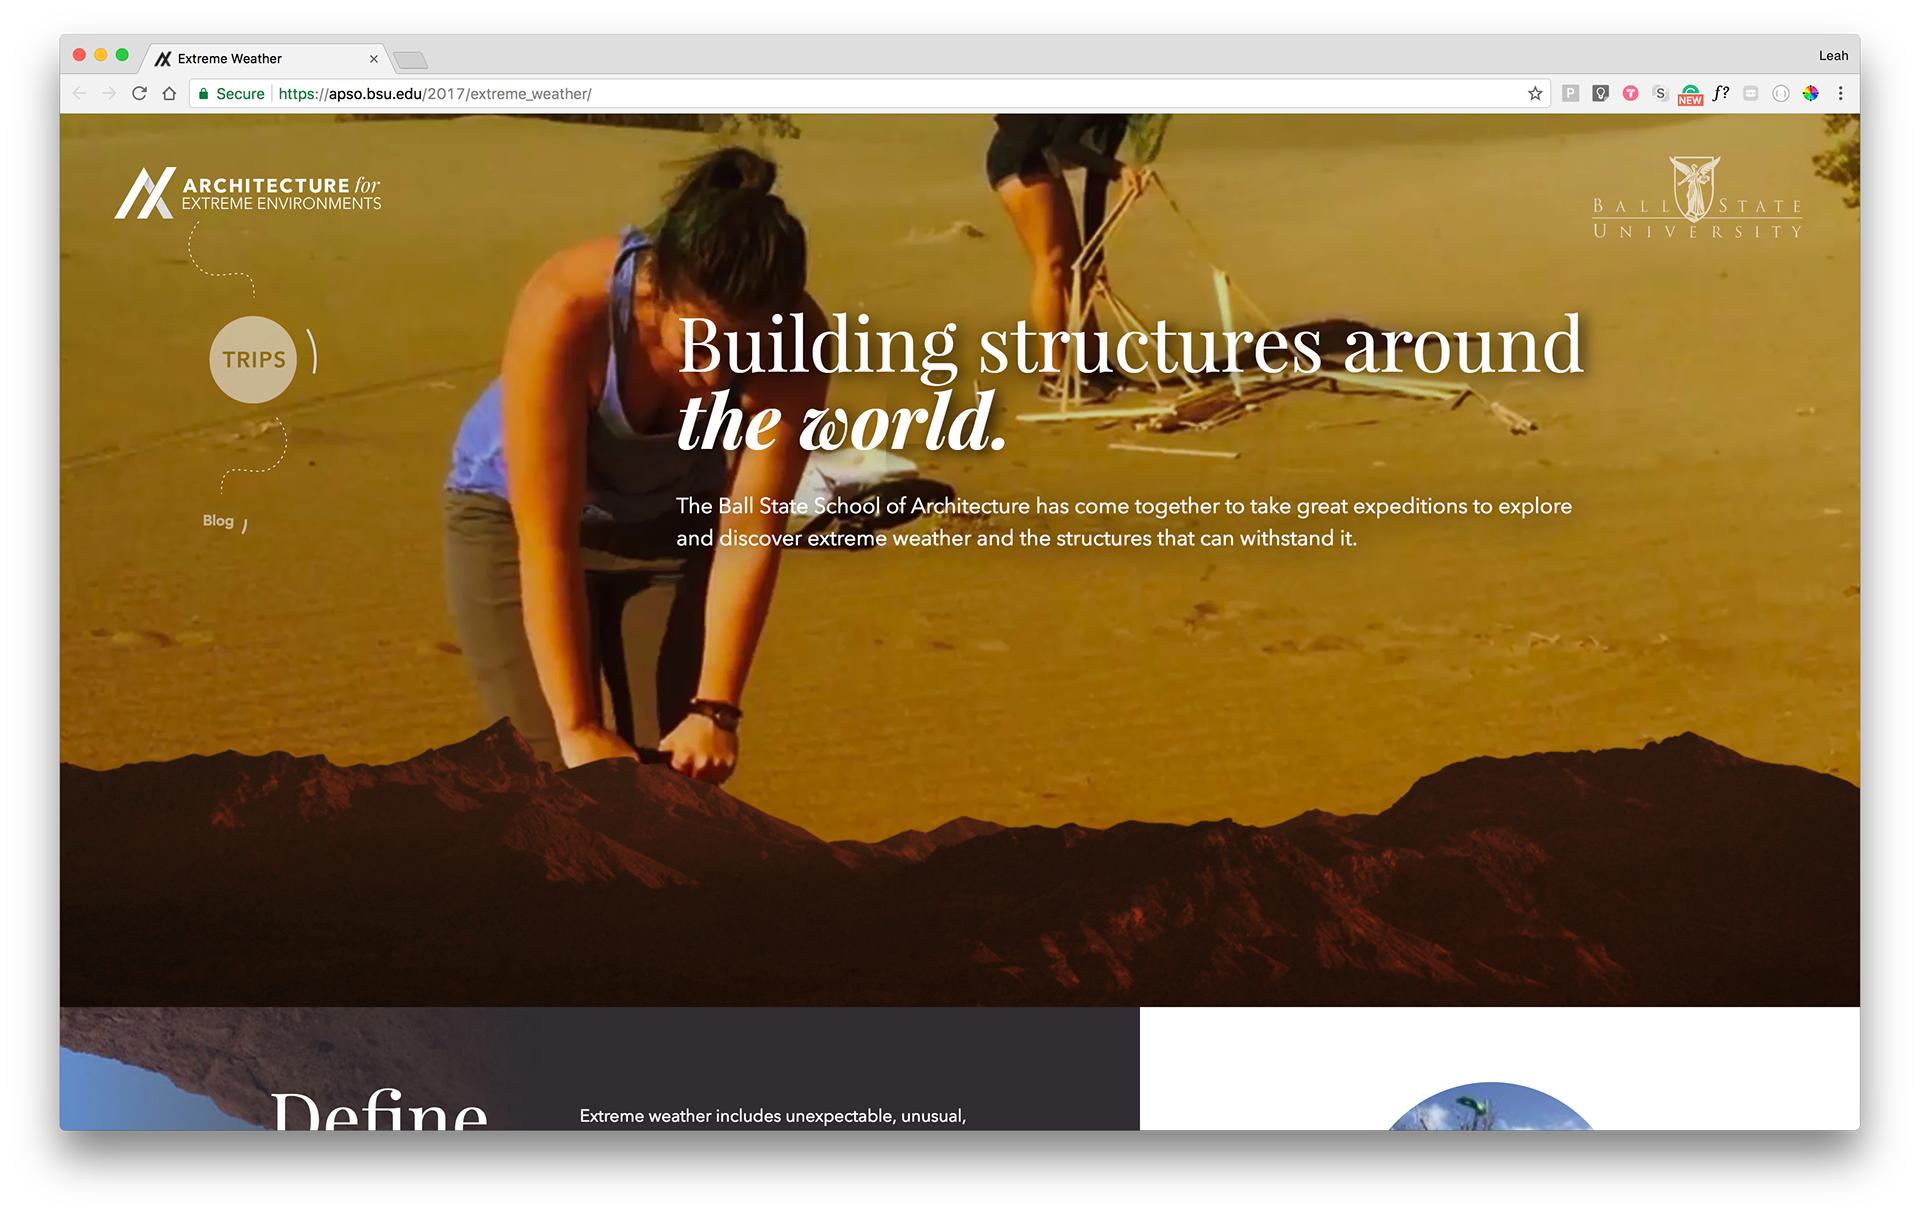 Extreme Weather
Leah
Secure https://apso.bsu.edu/2017/extreme_weather/
P
T
S
NEW
f?
ARCHITECTURE for
EXTREME ENVIRONMENTS
BALL STATE
UNIVERSITY
TRIPS
Blog
Building structures around
the world.
The Ball State School of Architecture has come together to take great expeditions to explore
and discover extreme weather and the structures that can withstand it.
Define
Extreme weather includes unexpectable, unusual,